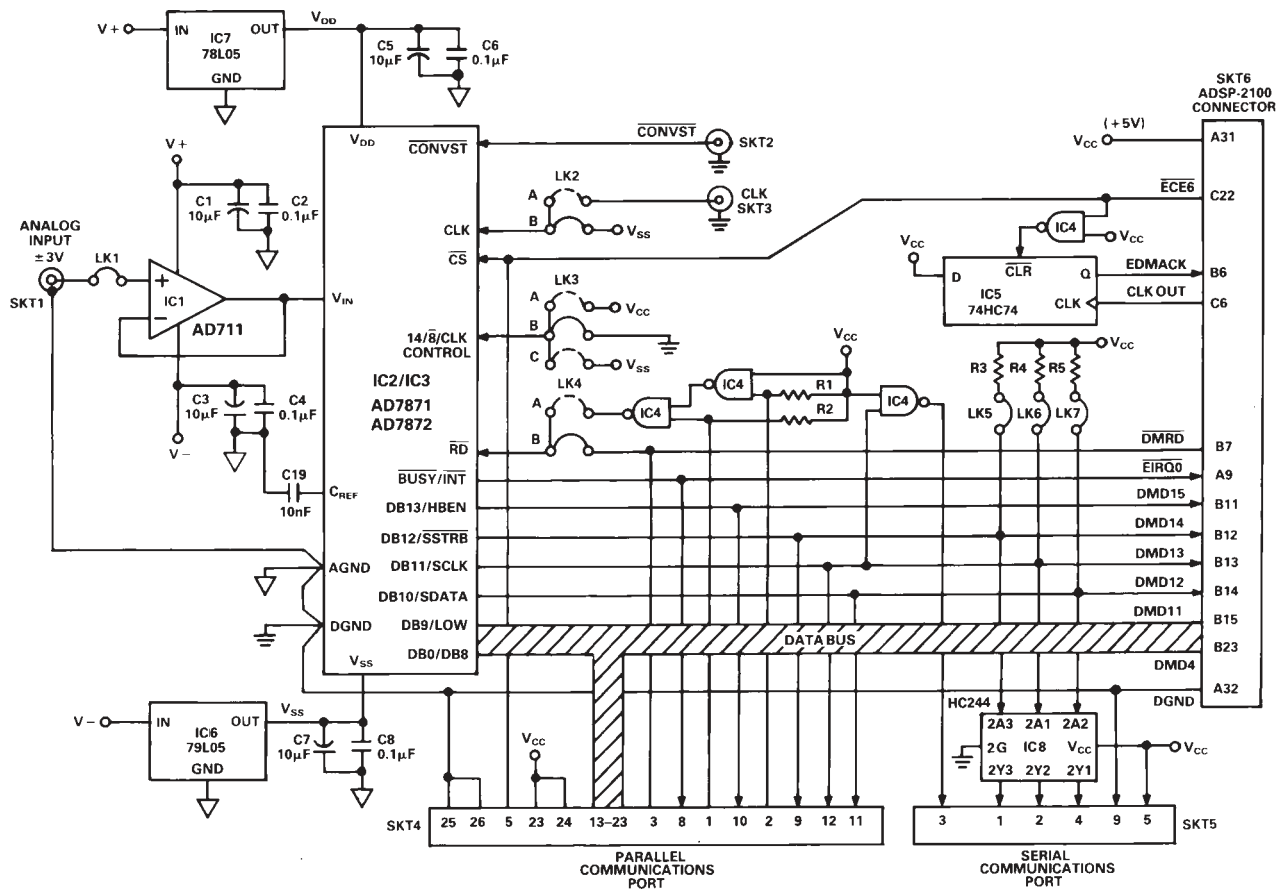 V+
IN
IC7
78L05
OUT
GND
VDD
C5
10µF
C6
0.1µF
SKT6
ADSP-2100
CONNECTOR
VDD
CONVST
CONVST
SKT2
VCC
(+5V)
A31
V+
C1
10µF
C2
0.1µF
LK2
A
B
CLK
SKT3
CLK
VSS
ECE6
C22
IC4
VCC
ANALOG
INPUT
±3V
LK1
SKT1
+
−
IC1
AD711
VIN
CS
VCC
D
CLR
Q
IC5
74HC74
CLK
EDMACK
B6
CLK OUT
C6
LK3
A
VCC
B
C
VSS
14/8/CLK
CONTROL
IC2/IC3
AD7871
AD7872
VCC
R3
R4
R5
VCC
LK5
LK6
LK7
LK4
A
B
IC4
IC4
R1
R2
IC4
C3
10µF
C4
0.1µF
V−
C19
10nF
CREF
RD
DMRD
B7
BUSY/INT
EIRQ0
A9
DB13/HBEN
DMD15
B11
DB12/SSTRB
DMD14
B12
AGND
DB11/SCLK
DMD13
B13
DB10/SDATA
DMD12
B14
DGND
DB9/LOW
DMD11
B15
DATA BUS
DB0/DB8
B23
DMD4
VSS
A32
DGND
V−
IN
IC6
79L05
OUT
GND
VSS
C7
10µF
C8
0.1µF
VCC
HC244
2A3
2A1
2A2
2G
IC8
VCC
VCC
2Y3
2Y2
2Y1
SKT4
25
26
5
23
24
13–23
3
8
1
10
2
9
12
11
3
1
2
4
9
5
SKT5
PARALLEL
COMMUNICATIONS
PORT
SERIAL
COMMUNICATIONS
PORT